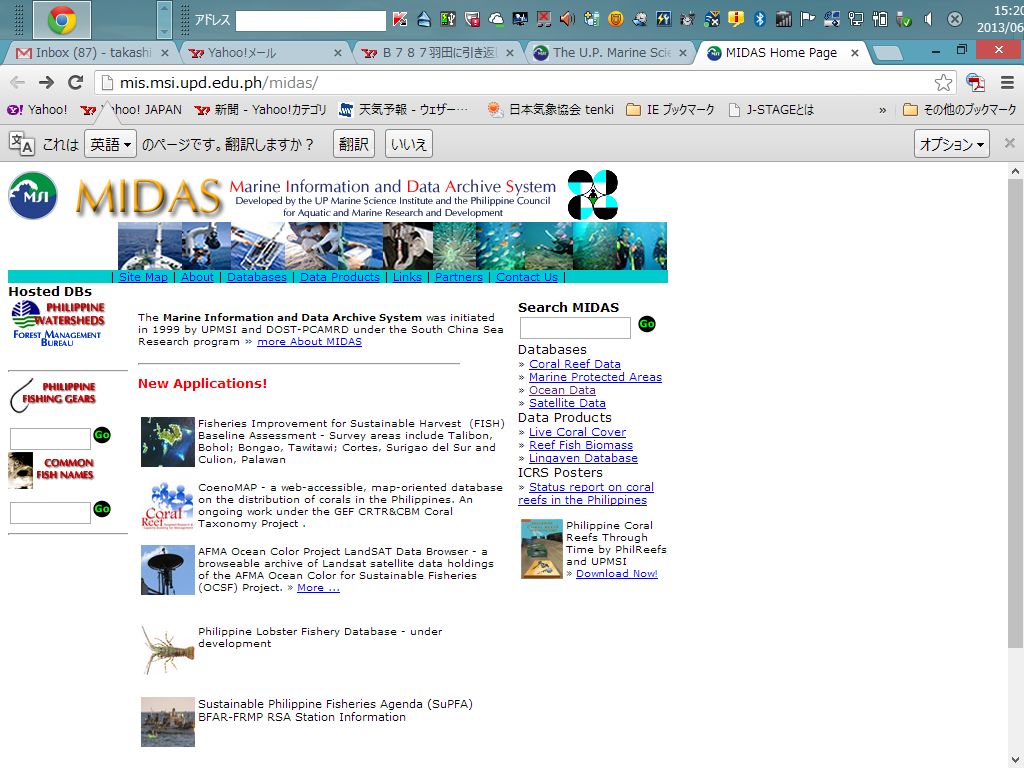 アドレス
15:20
2013/06
Inbox (87) - takashi
Yahoo!メール
B 7 8 7 羽田に引き返し
The U.P. Marine Scie
MIDAS Home Page
mis.msi.upd.edu.ph/midas/
Yahoo!
Yahoo! JAPAN
新聞 - Yahoo!カテゴリ
天気予報 - ウェザー…
日本気象協会 tenki
IE ブックマーク
J-STAGEとは
»
その他のブックマーク
これは 英語 のページです。翻訳しますか？ 翻訳 いいえ
オプション
MSI
MIDAS
Marine Information and Data Archive System
Developed by the UP Marine Science Institute and the Philippine Council
for Aquatic and Marine Research and Development
| Site Map | About | Databases | Data Products | Links | Partners | Contact Us |
Hosted DBs
PHILIPPINE
WATERSHEDS
FOREST MANAGEMENT
BUREAU
PHILIPPINE
FISHING GEARS
Go
COMMON
FISH NAMES
Go
The Marine Information and Data Archive System was initiated
in 1999 by UPMSI and DOST-PCAMRD under the South China Sea
Research program » more About MIDAS
New Applications!
Fisheries Improvement for Sustainable Harvest (FISH)
Baseline Assessment - Survey areas include Talibon,
Bohol; Bongao, Tawitawi; Cortes, Surigao del Sur and
Culion, Palawan
Coral
Reef
CoenoMAP - a web-accessible, map-oriented database
on the distribution of corals in the Philippines. An
ongoing work under the GEF CRTR&CBM Coral
Taxonomy Project .
AFMA Ocean Color Project LandSAT Data Browser - a
browseable archive of Landsat satellite data holdings
of the AFMA Ocean Color for Sustainable Fisheries
(OCSF) Project. » More ...
Philippine Lobster Fishery Database - under
development
Sustainable Philippine Fisheries Agenda (SuPFA)
BFAR-FRMP RSA Station Information
Search MIDAS
Go
Databases
» Coral Reef Data
» Marine Protected Areas
» Ocean Data
» Satellite Data
Data Products
» Live Coral Cover
» Reef Fish Biomass
» Lingayen Database
ICRS Posters
» Status report on coral
reefs in the Philippines
Philippine Coral
Reefs Through
Time by PhilReefs
and UPMSI
» Download Now!